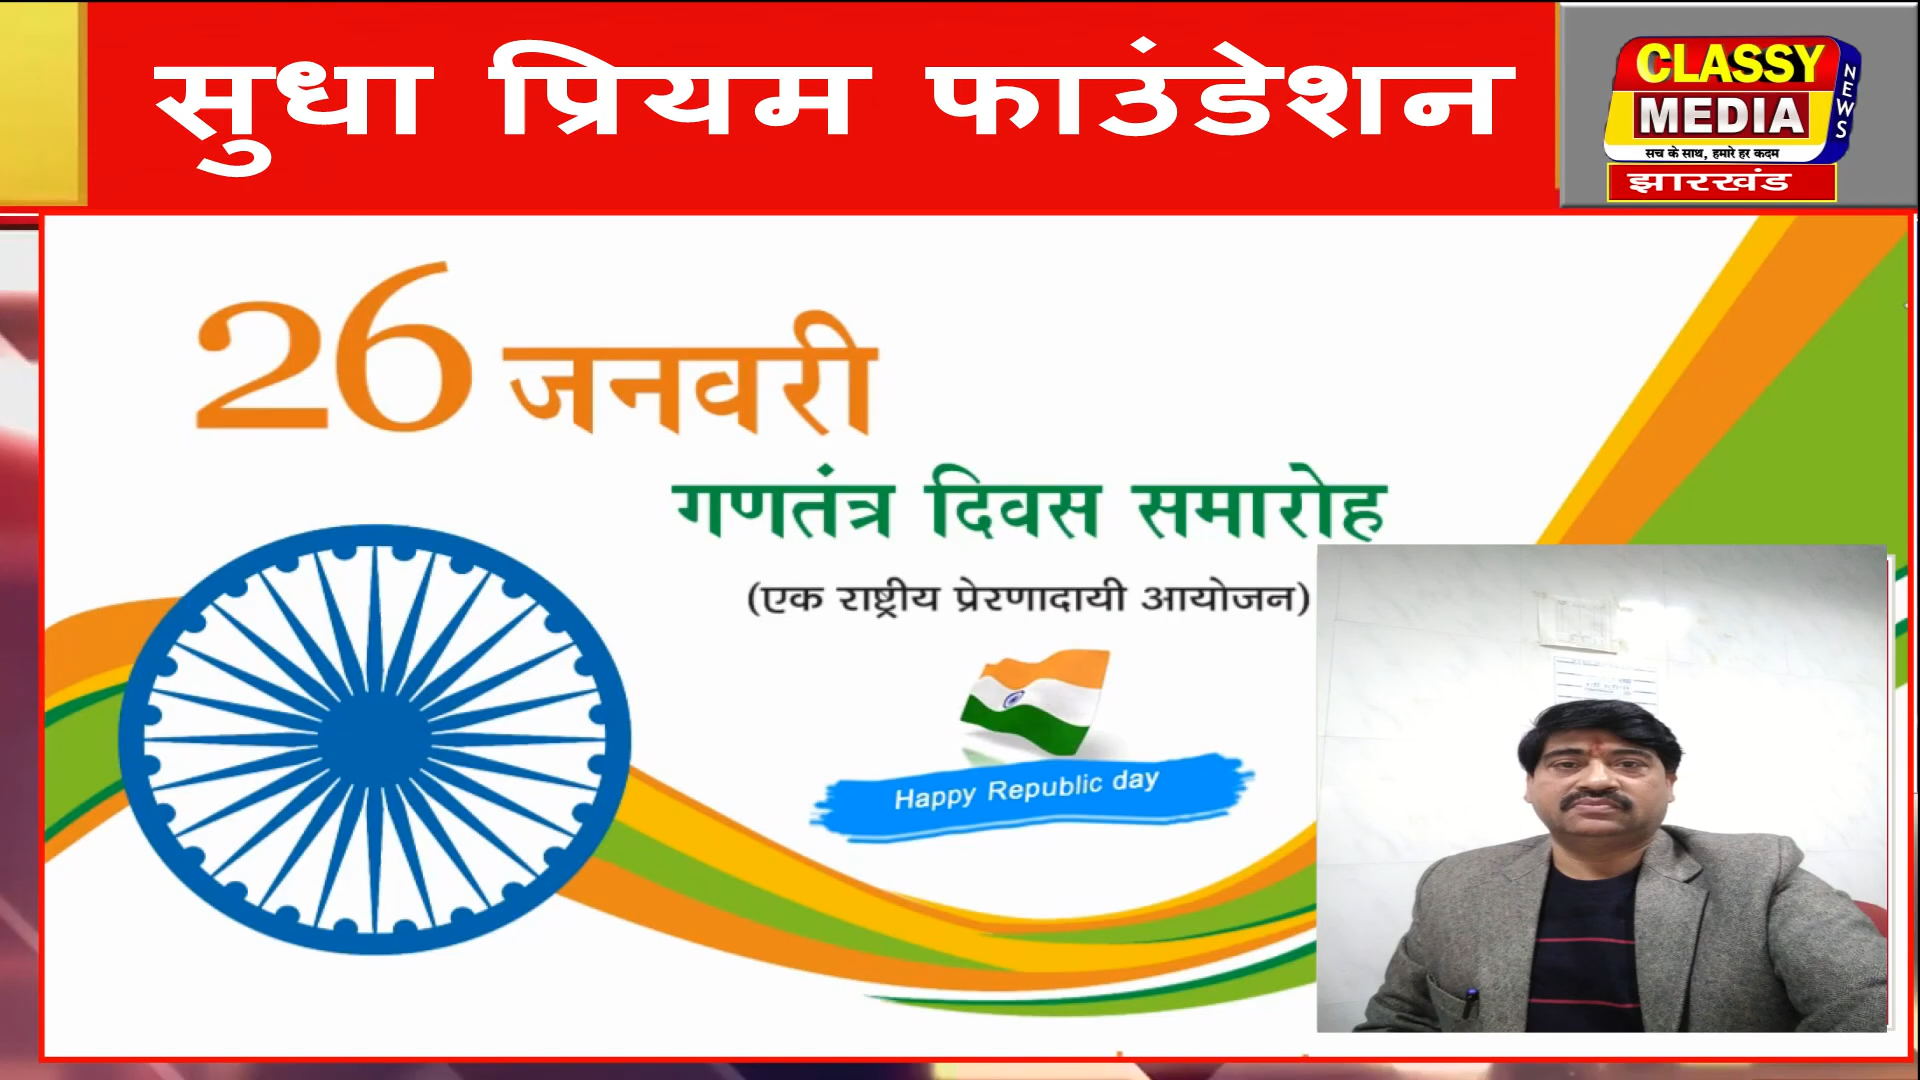 सुधा प्रियम फाउंडेशन
CLASSY
MEDIA
NEWS
सच के साथ, हमारे हर कदम
झारखंड
26 जनवरी
गणतंत्र दिवस समारोह
(एक राष्ट्रीय प्रेरणादायी आयोजन)
Happy Republic day